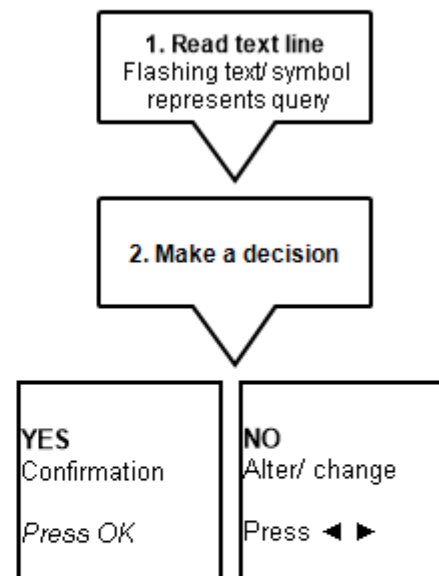 1. Read text line
Flashing text/ symbol
represents query
2. Make a decision
YES
Confirmation
Press OK
NO
Alter/ change
Press ◄ ►